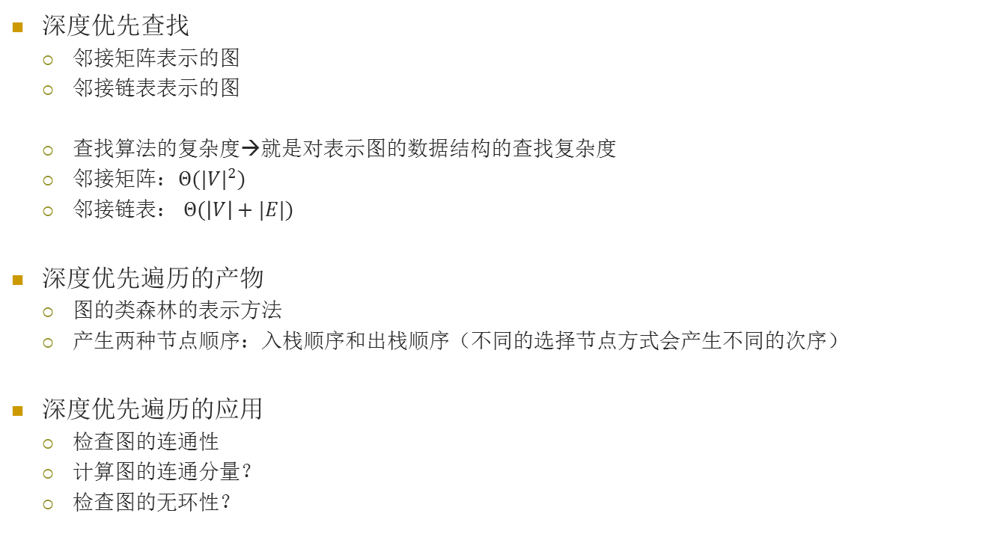 深度优先查找
邻接矩阵表示的图
邻接链表表示的图
查找算法的复杂度→就是对表示图的数据结构的查找复杂度
邻接矩阵：Θ(|V|²)
邻接链表： Θ(|V| + |E|)
深度优先遍历的产物
图的类森林的表示方法
产生两种节点顺序：入栈顺序和出栈顺序（不同的选择节点方式会产生不同的次序）
深度优先遍历的应用
检查图的连通性
计算图的连通分量？
检查图的无环性？